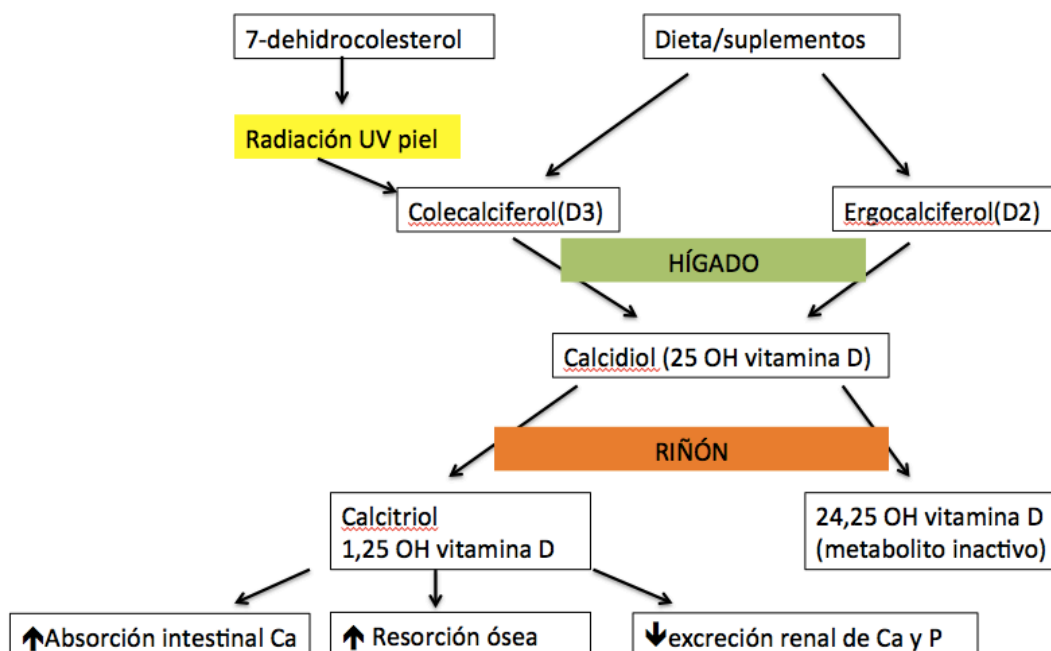 7-dehidrocolesterol
Dieta/suplementos
Radiación UV piel
Colecalciferol(D3)
Ergocalciferol(D2)
HÍGADO
Calcidiol (25 OH vitamina D)
RIÑÓN
Calcitriol
1,25 OH vitamina D
24,25 OH vitamina D
(metabolito inactivo)
🡹Absorción intestinal Ca
🡹 Resorción ósea
🡻excreción renal de Ca y P